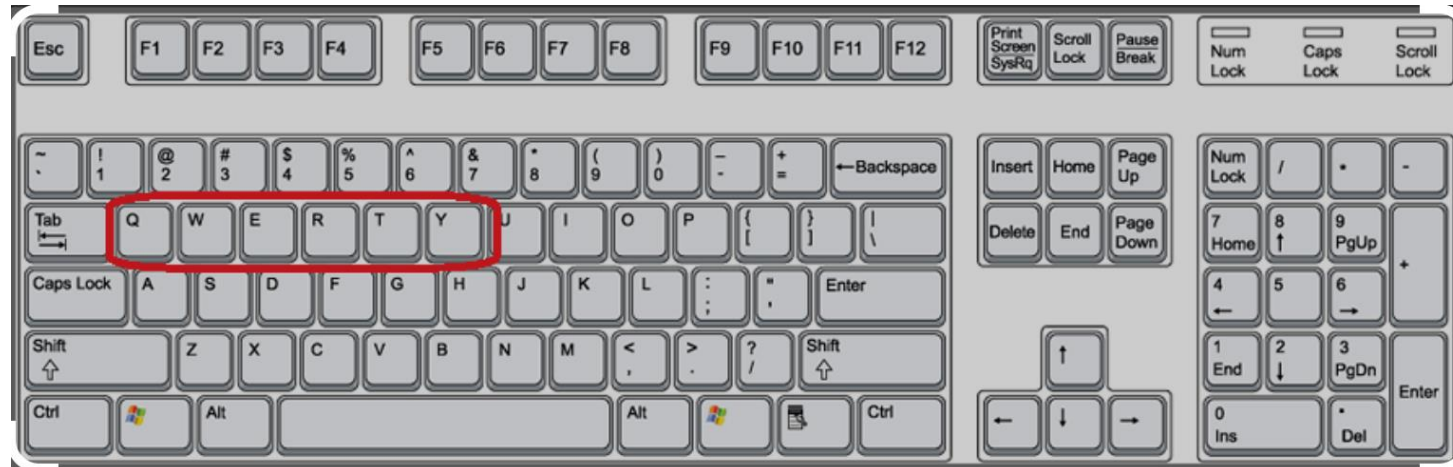 Esc F1 F2 F3 F4 F5 F6 F7 F8 F9 F10 F11 F12 Print Screen SysRq Scroll Lock Pause Break Num Lock Caps Lock Scroll Lock
~ ` ! 1 @ 2 # 3 $ 4 % 5 ^ 6 & 7 * 8 ( 9 ) 0 _ - + = ←Backspace Insert Home Page Up Num Lock / * -
Tab Q W E R T Y U I O P { [ } ] | \ Delete End Page Down 7 Home 8 ↑ 9 PgUp +
Caps Lock A S D F G H J K L : ; " ' Enter 4 ← 5 6 →
Shift Z X C V B N M < , > . ? / Shift ↑ 1 End 2 ↓ 3 PgDn Enter
Ctrl Alt Alt Ctrl ← ↓ → 0 Ins . Del